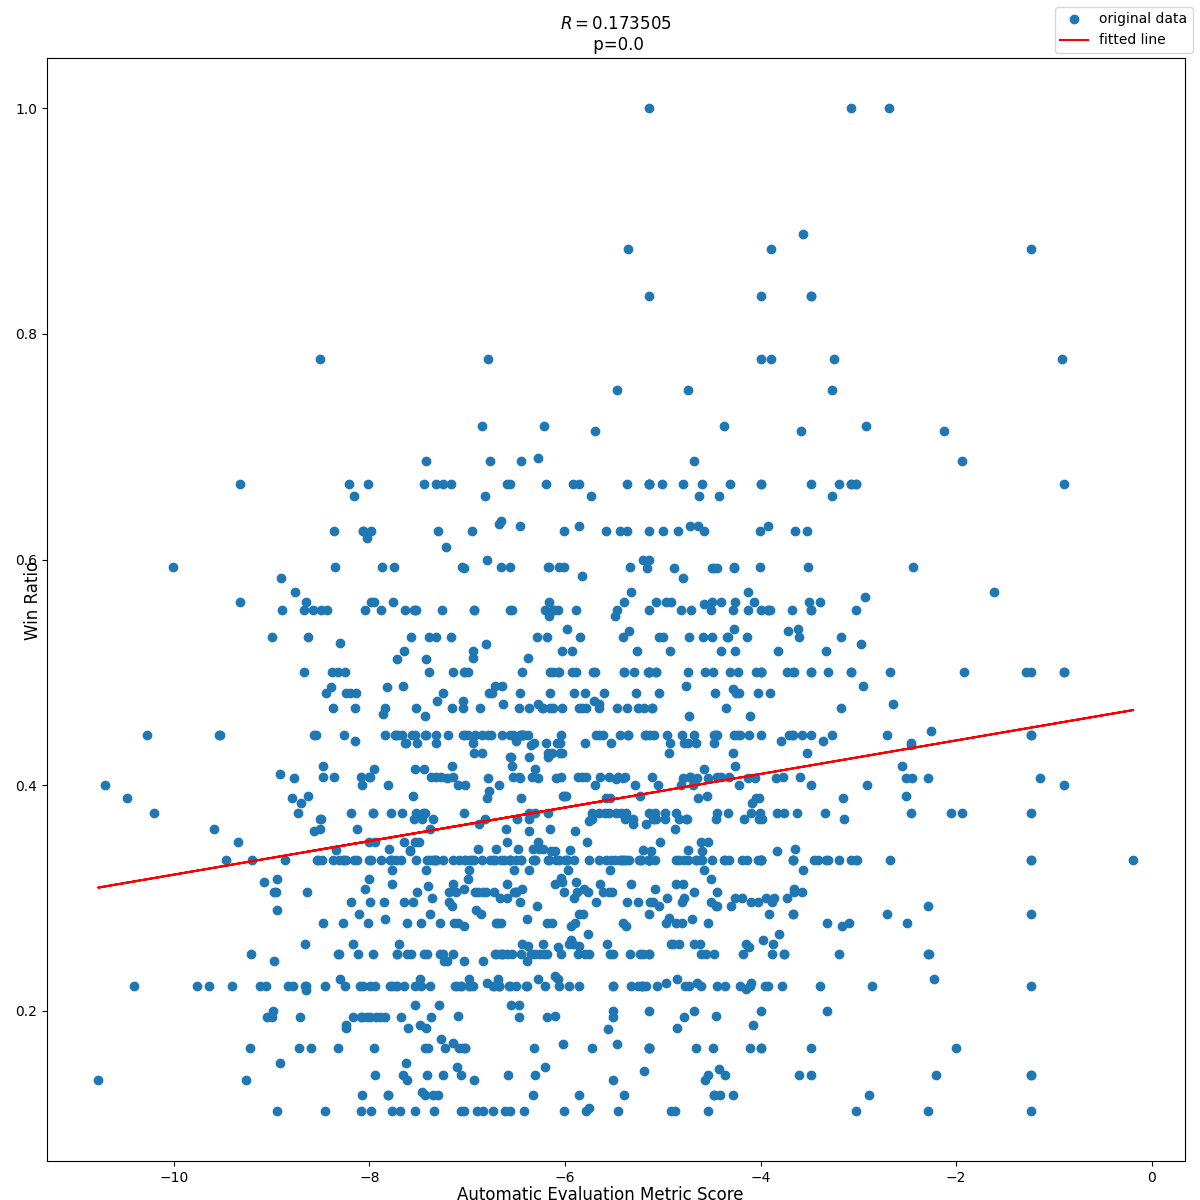 R = 0.173505
p=0.0
original data
fitted line
1.0
0.8
0.6
0.4
0.2
Win Ratio
−10
−8
−6
−4
−2
0
Automatic Evaluation Metric Score